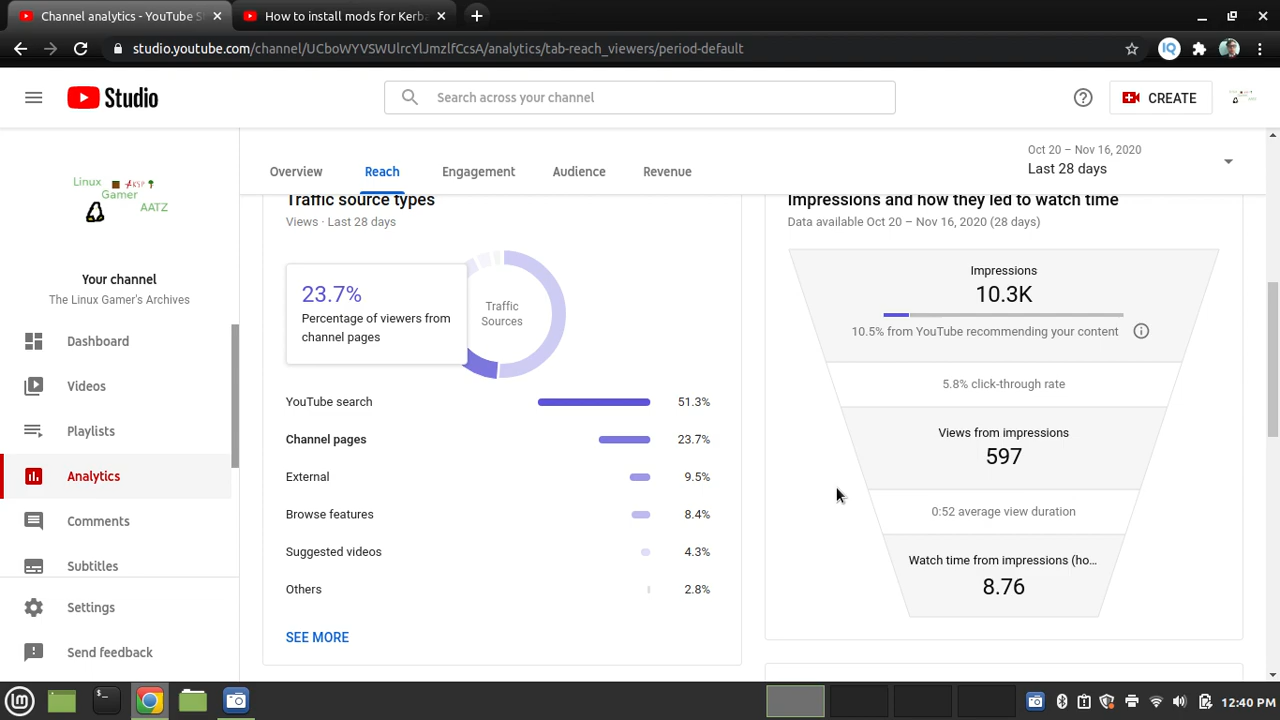 Channel analytics - YouTube S
How to install mods for Kerba
studio.youtube.com/channel/UCboWYVSWUlrcYlJmzlfCcsA/analytics/tab-reach_viewers/period-default
IQ
Studio
Search across your channel
CREATE
Linux KSP
Gamer
AATZ
Your channel
The Linux Gamer's Archives
Dashboard
Videos
Playlists
Analytics
Comments
Subtitles
Settings
Send feedback
Overview
Reach
Engagement
Audience
Revenue
Oct 20 – Nov 16, 2020
Last 28 days
Traffic source types
Views · Last 28 days
23.7%
Percentage of viewers from
channel pages
Traffic
Sources
YouTube search 51.3%
Channel pages 23.7%
External 9.5%
Browse features 8.4%
Suggested videos 4.3%
Others 2.8%
SEE MORE
Impressions and how they led to watch time
Data available Oct 20 – Nov 16, 2020 (28 days)
Impressions
10.3K
10.5% from YouTube recommending your content
5.8% click-through rate
Views from impressions
597
0:52 average view duration
Watch time from impressions (ho...
8.76
12:40 PM